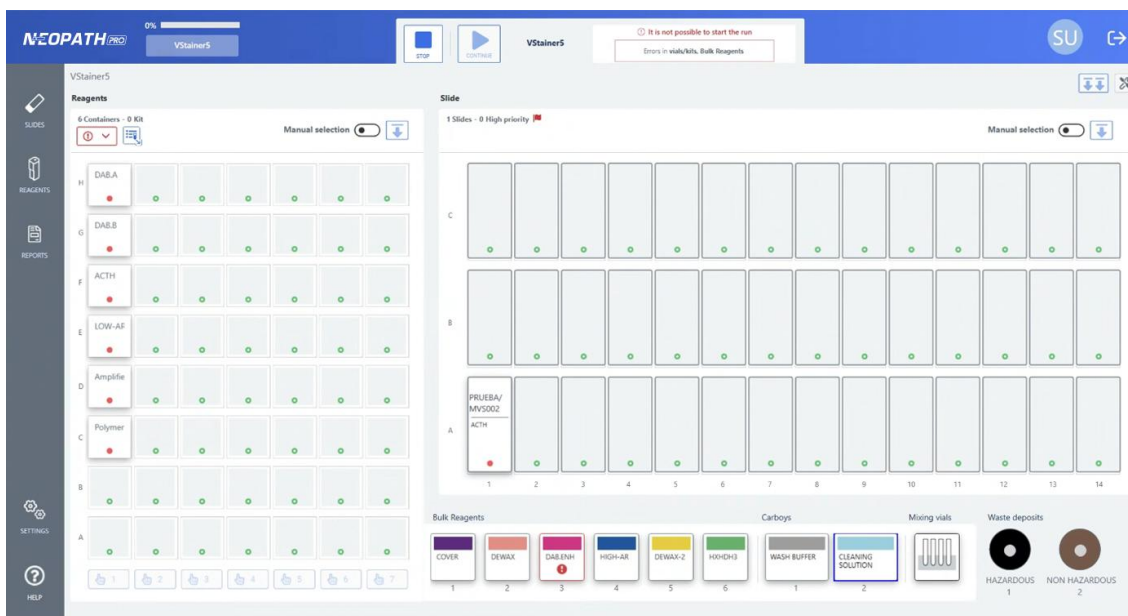 NEOPATH PRO
0%
VStainer5
STOP
CONTINUE
VStainer5
It is not possible to start the run
Errors in vials/kits, Bulk Reagents
SU
SLIDES
REAGENTS
REPORTS
SETTINGS
HELP
VStainer5
Reagents
6 Containers - 0 Kit
Manual selection
H
DAB.A
G
DAB.B
F
ACTH
E
LOW-AR
D
Amplifie
C
Polymer
B
A
1 2 3 4 5 6 7
Slide
1 Slides - 0 High priority
Manual selection
C
B
A
PRUEBA/
MVS002
ACTH
1 2 3 4 5 6 7 8 9 10 11 12 13 14
Bulk Reagents
COVER
DEWAX
DAB.ENH
HIGH-AR
DEWAX-2
HXHDH3
1 2 3 4 5 6
Carboys
WASH BUFFER
CLEANING
SOLUTION
1 2
Mixing vials
Waste deposits
HAZARDOUS
1
NON HAZARDOUS
2